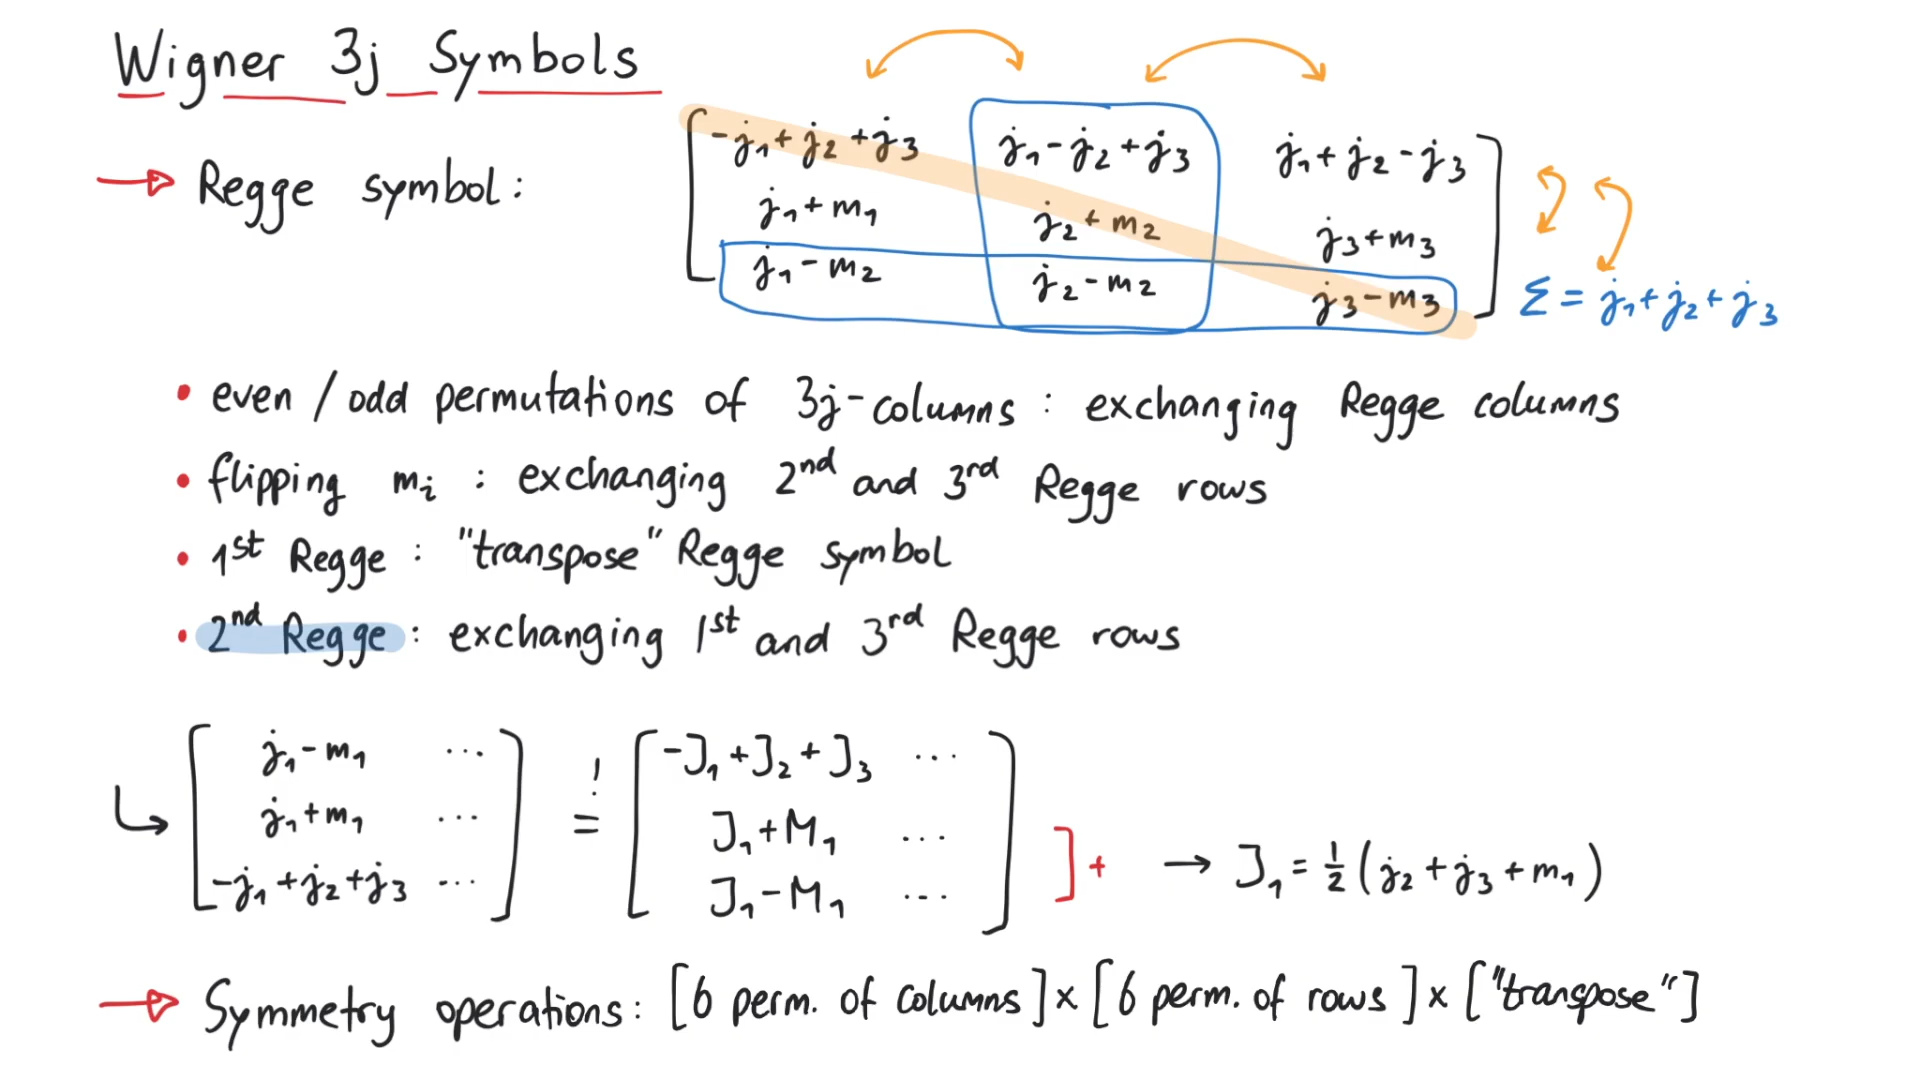 Wigner 3j Symbols
→ Regge symbol:
-j₁+j₂+j₃ j₁-j₂+j₃ j₁+j₂-j₃
j₁+m₁ j₂+m₂ j₃+m₃
j₁-m₂ j₂-m₂ j₃-m₃
Σ = j₁+j₂+j₃
• even / odd permutations of 3j-columns: exchanging Regge columns
• flipping mᵢ : exchanging 2nd and 3rd Regge rows
• 1st Regge: "transpose" Regge symbol
• 2nd Regge: exchanging 1st and 3rd Regge rows
j₁-m₁ ... ! -J₁+J₂+J₃ ...
j₁+m₁ ... = J₁+M₁ ...
-j₁+j₂+j₃ ... J₁-M₁ ...
] + → J₁ = ½(j₂+j₃+m₁)
→ Symmetry operations: [6 perm. of columns] x [6 perm. of rows] x ["transpose"]